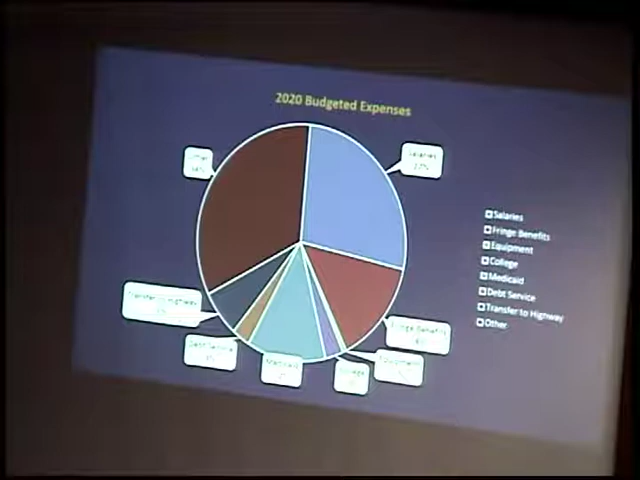 2020 Budgeted Expenses
Salaries
Other
Salaries
Fringe Benefits
Equipment
College
Medicaid
Debt Service
Transfer to Highway
Other
Transfer to Highway
Fringe Benefits
Debt Service
Medicaid
Equipment
College